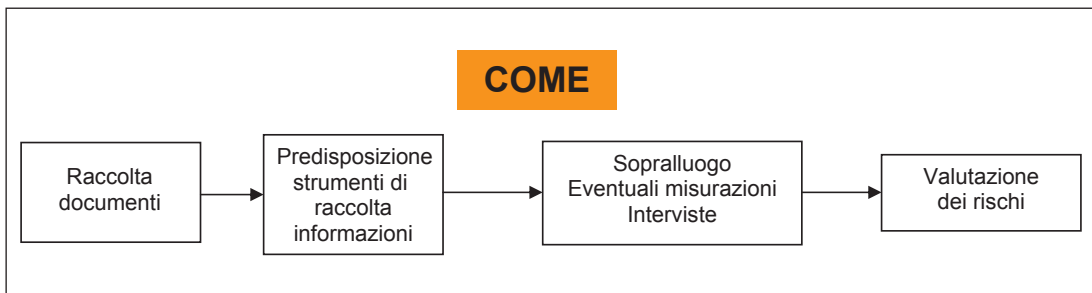 COME
Raccolta
documenti
Predisposizione
strumenti di
raccolta
informazioni
Sopralluogo
Eventuali misurazioni
Interviste
Valutazione
dei rischi